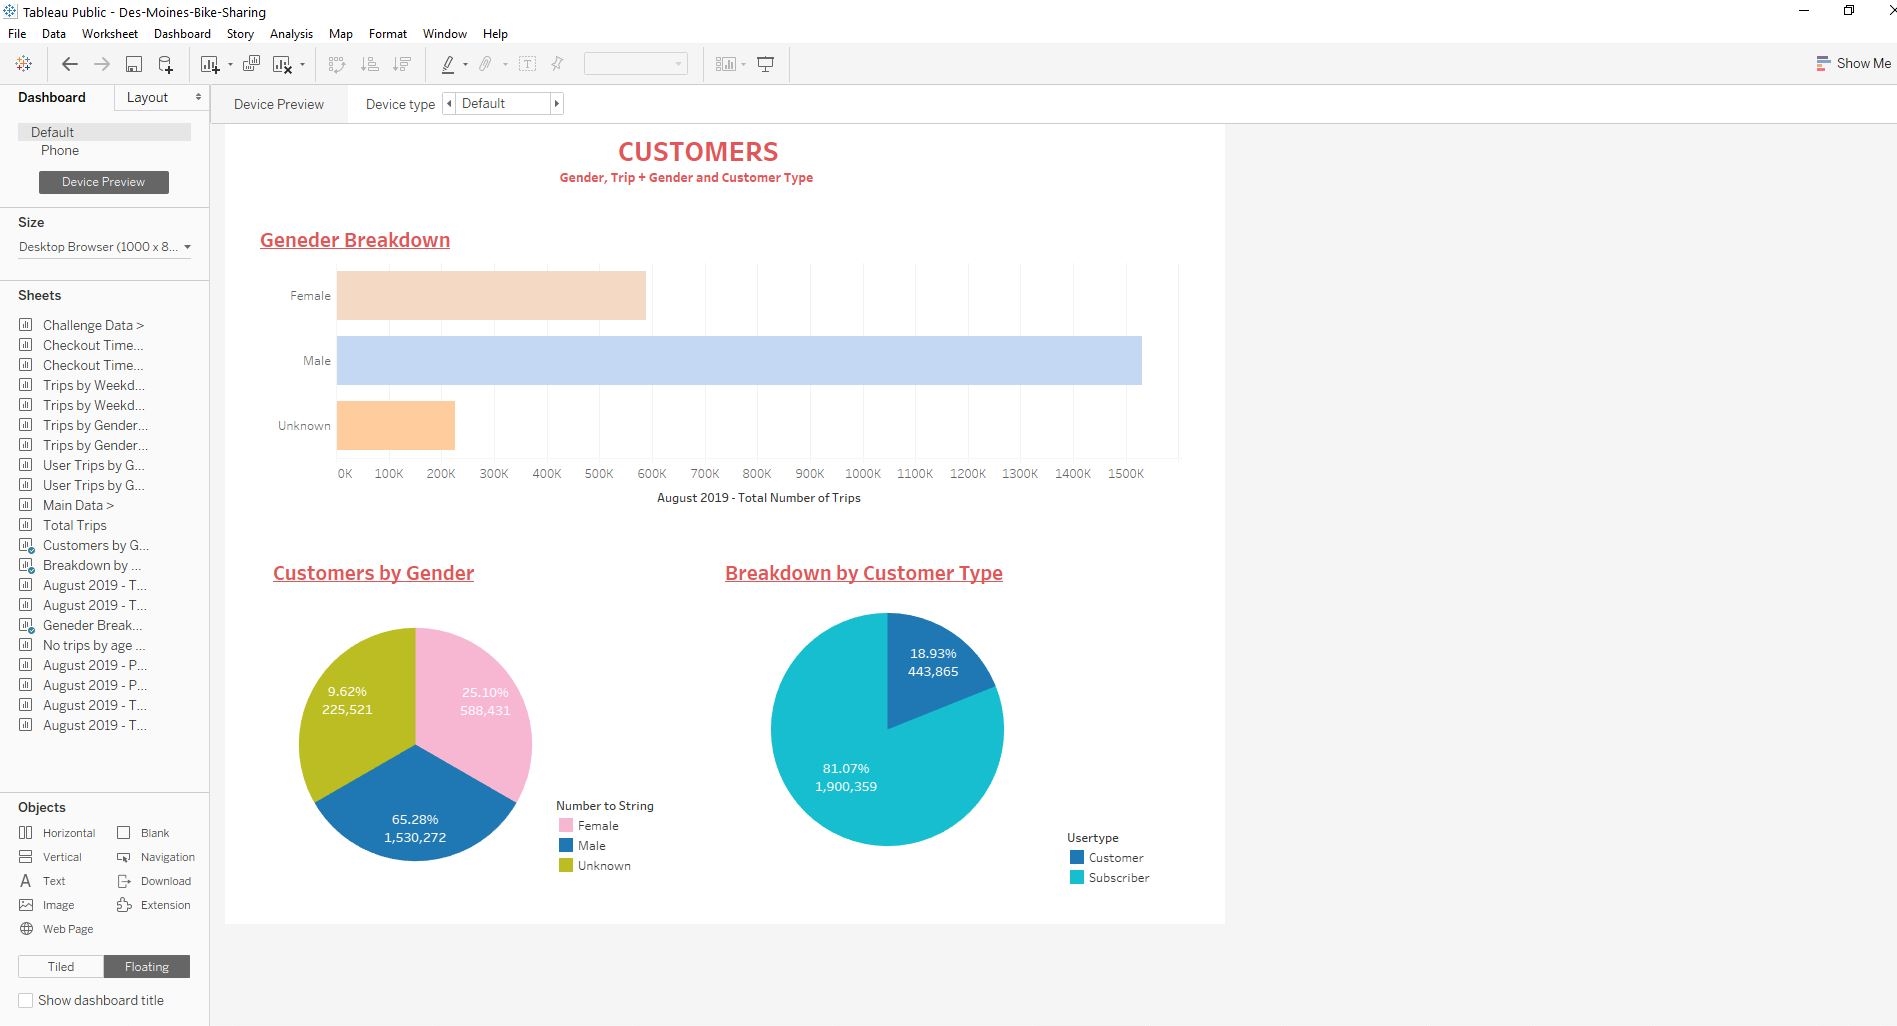 Tableau Public - Des-Moines-Bike-Sharing
File Data Worksheet Dashboard Story Analysis Map Format Window Help
Show Me
Dashboard Layout
Device Preview Device type Default
Default
Phone
Device Preview
Size
Desktop Browser (1000 x 8...
Sheets
Challenge Data >
Checkout Time...
Checkout Time...
Trips by Weekd...
Trips by Weekd...
Trips by Gender...
Trips by Gender...
User Trips by G...
User Trips by G...
Main Data >
Total Trips
Customers by G...
Breakdown by ...
August 2019 - T...
August 2019 - T...
Geneder Break...
No trips by age ...
August 2019 - P...
August 2019 - P...
August 2019 - T...
August 2019 - T...
Objects
Horizontal Blank
Vertical Navigation
A Text Download
Image Extension
Web Page
Tiled Floating
Show dashboard title
CUSTOMERS
Gender, Trip + Gender and Customer Type
Geneder Breakdown
Female
Male
Unknown
0K 100K 200K 300K 400K 500K 600K 700K 800K 900K 1000K 1100K 1200K 1300K 1400K 1500K
August 2019 - Total Number of Trips
Customers by Gender
9.62%
225,521
25.10%
588,431
65.28%
1,530,272
Number to String
Female
Male
Unknown
Breakdown by Customer Type
18.93%
443,865
81.07%
1,900,359
Usertype
Customer
Subscriber